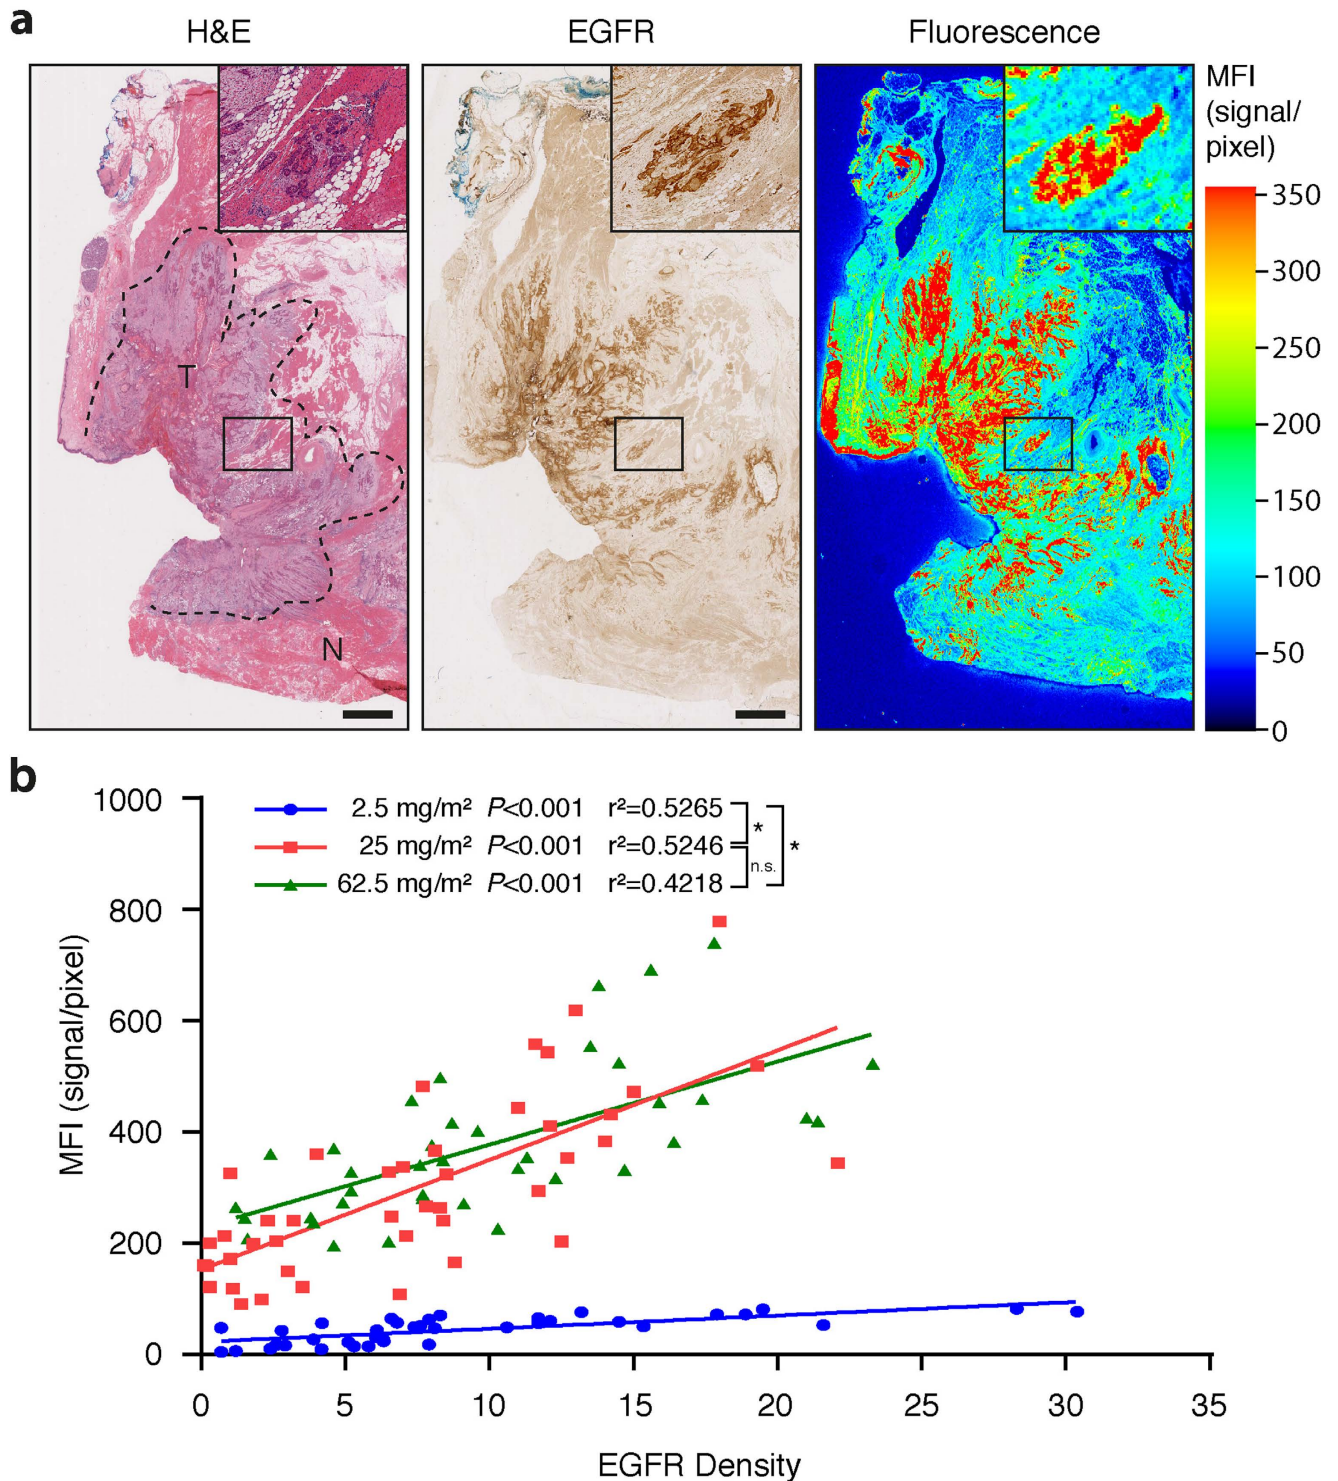 a
H&E
EGFR
Fluorescence
MFI
(signal/
pixel)
350
300
250
200
150
100
50
0
T
N
b
1000
800
600
400
200
0
MFI (signal/pixel)
2.5 mg/m² P<0.001 r²=0.5265
25 mg/m² P<0.001 r²=0.5246
62.5 mg/m² P<0.001 r²=0.4218
*
n.s.
*
0 5 10 15 20 25 30 35
EGFR Density